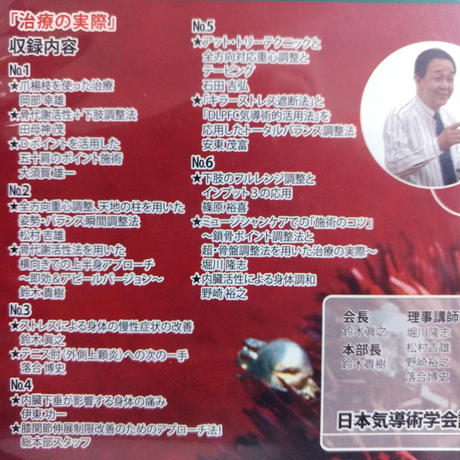 「治療の実際」
収録内容
No.1
★爪楊枝を使った治療
岡部 幸雄
★骨代謝活性+下肢調整法
田母神 茂
★Dポイントを活用した
五十肩のポイント施術
大須賀 雄一
No.2
★全方向重心調整、天地の柱を用いた
姿勢・バランス瞬間調整法
松村 吉雄
★骨代謝活性法を用いた
横向きでの上半身アプローチ
～即効&アピールバージョン～
鈴木 貴樹
No.3
★ストレスによる身体の慢性症状の改善
鈴木 眞之
★テニス肘(外側上顆炎)への次の一手
落合 博史
No.4
★内臓下垂が影響する身体の痛み
伊東 功一
★膝関節伸展制限改善のためのアプローチ法!
総本部スタッフ
No.5
★アット・トリーテクニックと
全方向対応重心調整と
テーピング
石田 吉弘
★「キラーストレス遮断法」と
「DLPFC気導術的活用法」を
応用したトータルバランス調整法
安東 茂富
No.6
★下肢のフルレンジ調整と
インプット3の応用
篠原 裕喜
★ミュージシャンケアでの「施術のコツ」
～鎖骨ポイント調整法と
超・骨盤調整法を用いた治療の実際～
堀川 隆志
★内臓活性による身体調和
野崎 裕之
会長
鈴木眞之
本部長
鈴木貴樹
理事講師
堀川隆志
松村吉雄
野崎裕之
落合博史
日本気導術学会